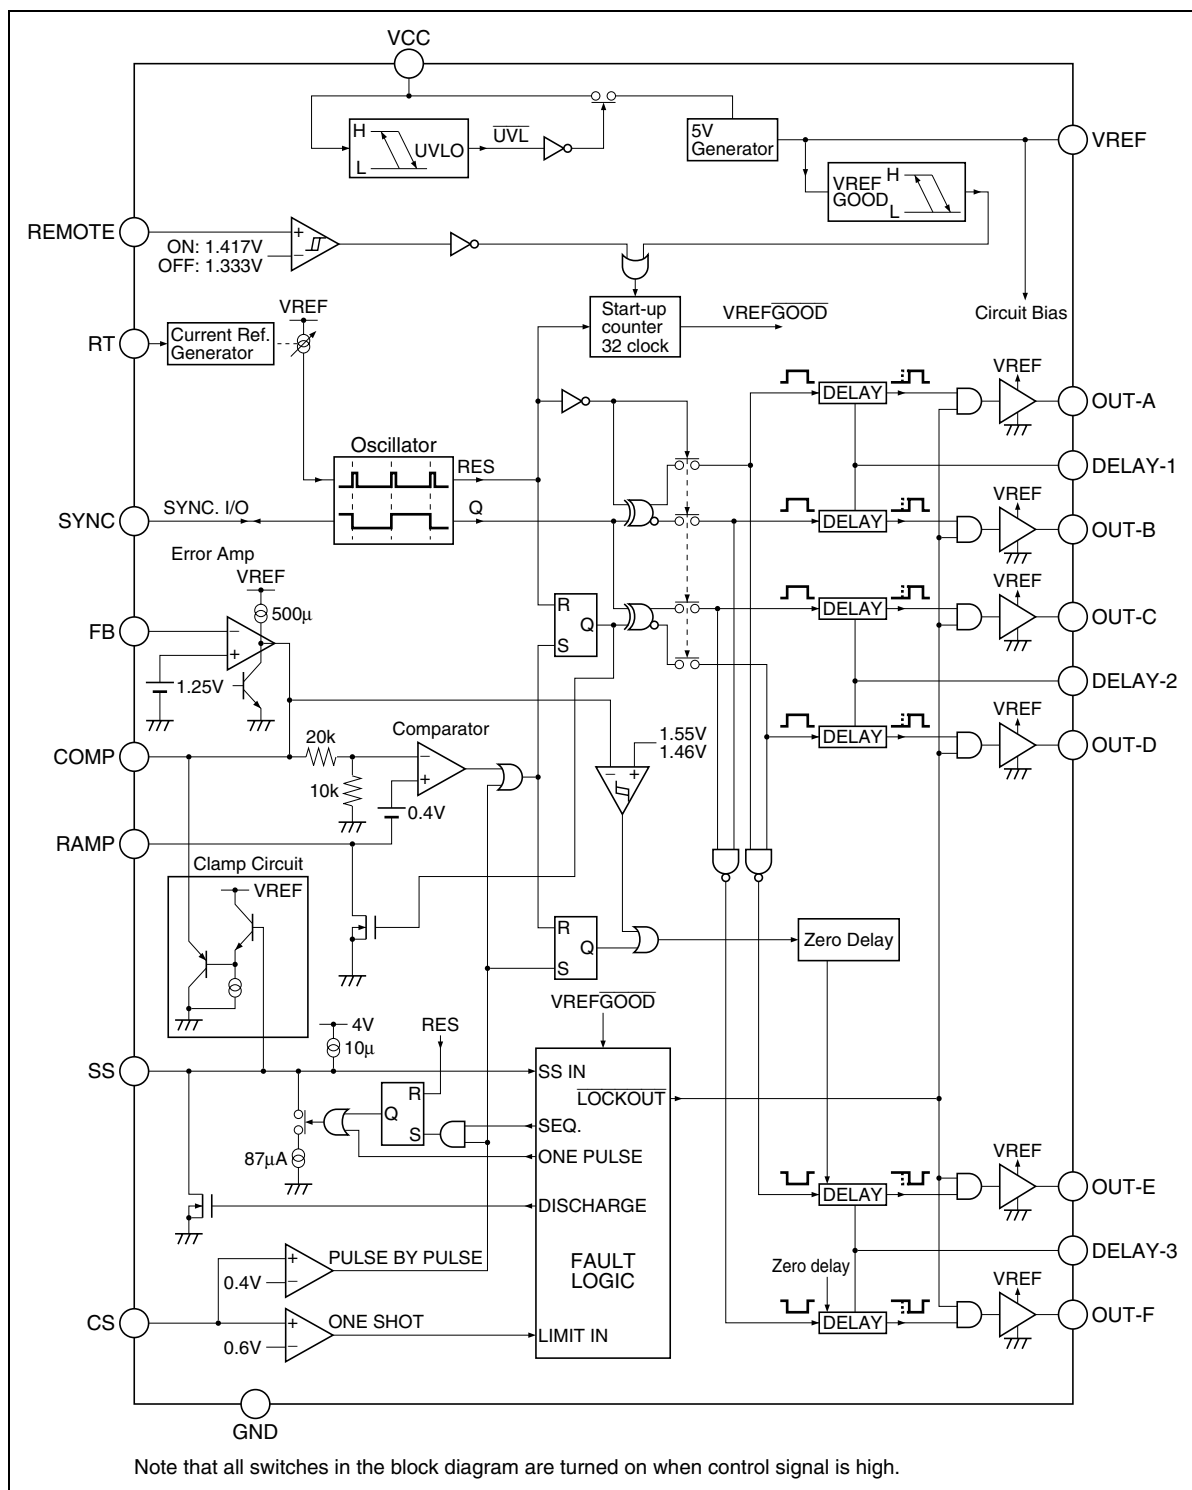 VCC
H
L
UVLO
UVL
5V
Generator
VREF
VREF
GOOD
H
L
REMOTE
ON: 1.417V
OFF: 1.333V
+
−
VREF
Start-up
counter
32 clock
VREFGOOD
Circuit Bias
RT
Current Ref.
Generator
VREF
OUT-A
DELAY
Oscillator
RES
DELAY-1
SYNC
SYNC. I/O
Q
VREF
DELAY
OUT-B
Error Amp
VREF
500μ
VREF
R
Q
S
DELAY
OUT-C
FB
−
+
1.25V
DELAY-2
VREF
1.55V
1.46V
DELAY
OUT-D
COMP
20k
10k
Comparator
−
+
0.4V
−
+
RAMP
Clamp Circuit
VREF
R
Q
S
Zero Delay
VREFGOOD
4V
10μ
RES
SS
SS IN
LOCKOUT
R
Q
S
SEQ.
ONE PULSE
87μA
VREF
DELAY
OUT-E
DISCHARGE
PULSE BY PULSE
+
0.4V
−
FAULT
LOGIC
DELAY-3
Zero delay
VREF
CS
ONE SHOT
+
0.6V
−
LIMIT IN
DELAY
OUT-F
GND
Note that all switches in the block diagram are turned on when control signal is high.